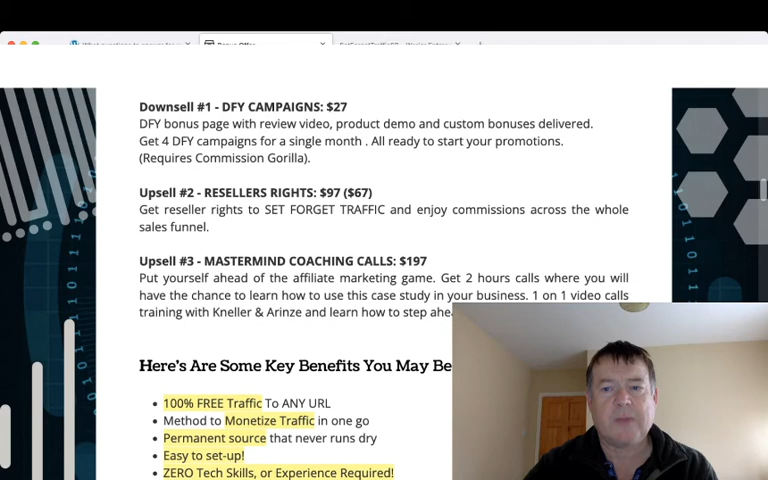 Bonus Offer
Downsell #1 - DFY CAMPAIGNS: $27
DFY bonus page with review video, product demo and custom bonuses delivered.
Get 4 DFY campaigns for a single month . All ready to start your promotions.
(Requires Commission Gorilla).
Upsell #2 - RESELLERS RIGHTS: $97 ($67)
Get reseller rights to SET FORGET TRAFFIC and enjoy commissions across the whole
sales funnel.
Upsell #3 - MASTERMIND COACHING CALLS: $197
Put yourself ahead of the affiliate marketing game. Get 2 hours calls where you will
have the chance to learn how to use this case study in your business. 1 on 1 video calls
training with Kneller & Arinze and learn how to step
Here's Are Some Key Benefits You May
100% FREE Traffic To ANY URL
Method to Monetize Traffic in one go
Permanent source that never runs dry
Easy to set-up!
ZERO Tech Skills, or Experience Required!